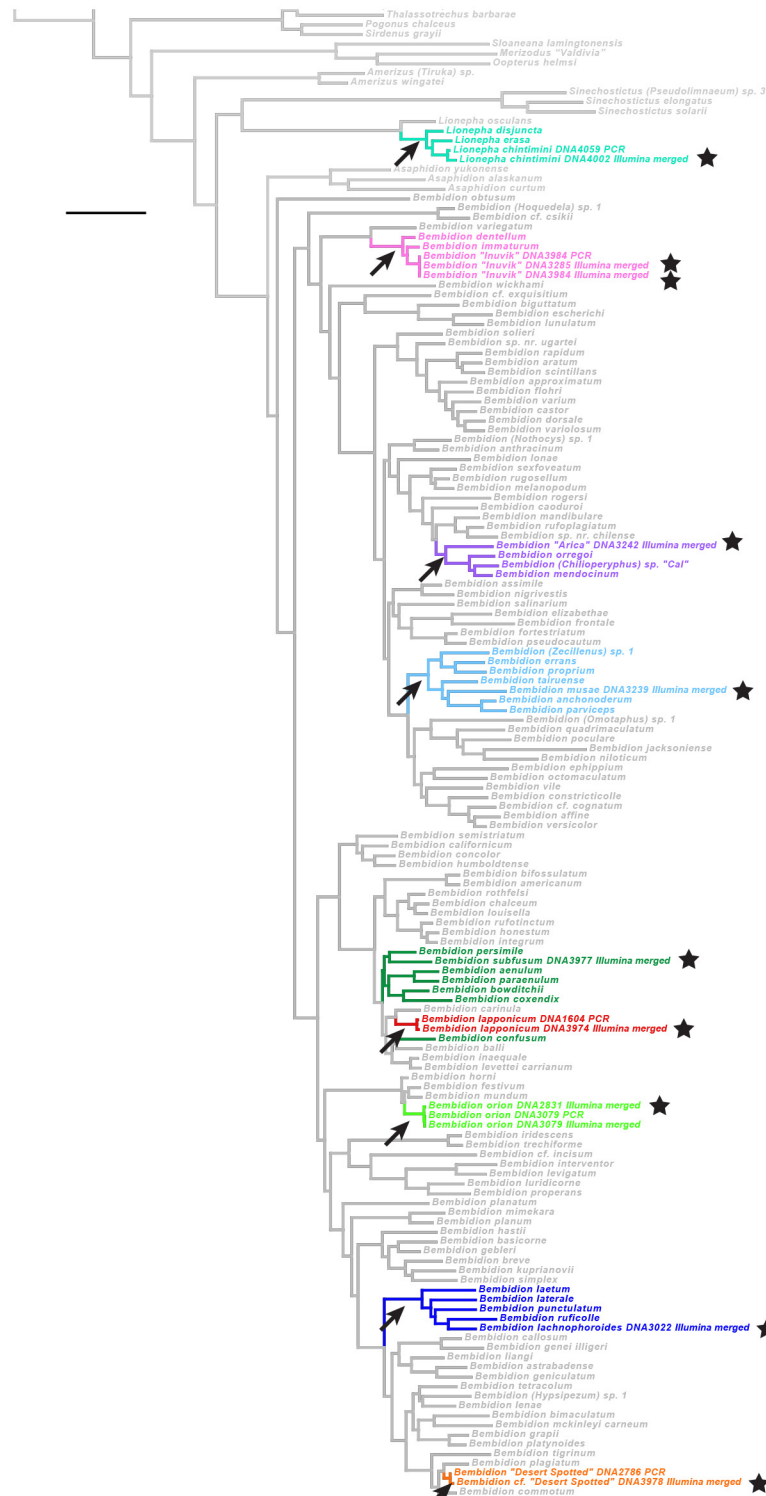 Thalassotrechus barbarae
Pogonus chalceus
Sirdenus grayii
Sloaneana lamingtonensis
Merizodus "Valdivia"
Oopterus helmsi
Amerizus (Tiruka) sp.
Amerizus wingatei
Sinechostictus (Pseudolimnaeum) sp. 3
Sinechostictus elongatus
Sinechostictus solarii
Lionepha osculans
Lionepha disjuncta
Lionepha erasa
Lionepha chintimini DNA4059 PCR
Lionepha chintimini DNA4002 Illumina merged
Asaphidion yukonense
Asaphidion alaskanum
Asaphidion curtum
Bembidion obtusum
Bembidion (Hoquedela) sp. 1
Bembidion cf. csikii
Bembidion variegatum
Bembidion dentellum
Bembidion immaturum
Bembidion "Inuvik" DNA3984 PCR
Bembidion "Inuvik" DNA3285 Illumina merged
Bembidion "Inuvik" DNA3984 Illumina merged
Bembidion wickhami
Bembidion cf. exquisitium
Bembidion biguttatum
Bembidion escherichi
Bembidion lunulatum
Bembidion solieri
Bembidion sp. nr. ugartei
Bembidion rapidum
Bembidion aratum
Bembidion scintillans
Bembidion approximatum
Bembidion flohri
Bembidion varium
Bembidion castor
Bembidion dorsale
Bembidion variolosum
Bembidion (Nothocys) sp. 1
Bembidion anthracinum
Bembidion lonae
Bembidion sexfoveatum
Bembidion rugosellum
Bembidion melanopodum
Bembidion rogersi
Bembidion caoduroi
Bembidion mandibulare
Bembidion rufoplagiatum
Bembidion sp. nr. chilense
Bembidion "Arica" DNA3242 Illumina merged
Bembidion orregoi
Bembidion (Chilioperyphus) sp. "Cal"
Bembidion mendocinum
Bembidion assimile
Bembidion nigrivestis
Bembidion salinarium
Bembidion elizabethae
Bembidion frontale
Bembidion fortestriatum
Bembidion pseudocautum
Bembidion (Zecillenus) sp. 1
Bembidion errans
Bembidion proprium
Bembidion tairuense
Bembidion musae DNA3239 Illumina merged
Bembidion anchonoderum
Bembidion parviceps
Bembidion (Omotaphus) sp. 1
Bembidion quadrimaculatum
Bembidion poculare
Bembidion jacksoniense
Bembidion niloticum
Bembidion ephippium
Bembidion octomaculatum
Bembidion vile
Bembidion constricticolle
Bembidion cf. cognatum
Bembidion affine
Bembidion versicolor
Bembidion semistriatum
Bembidion californicum
Bembidion concolor
Bembidion humboldtense
Bembidion bifossulatum
Bembidion americanum
Bembidion rothfelsi
Bembidion chalceum
Bembidion louisella
Bembidion rufotinctum
Bembidion honestum
Bembidion integrum
Bembidion persimile
Bembidion subfusum DNA3977 Illumina merged
Bembidion aenulum
Bembidion paraenulum
Bembidion bowditchii
Bembidion coxendix
Bembidion carinula
Bembidion lapponicum DNA1604 PCR
Bembidion lapponicum DNA3974 Illumina merged
Bembidion confusum
Bembidion balli
Bembidion inaequale
Bembidion levettei carrianum
Bembidion horni
Bembidion festivum
Bembidion mundum
Bembidion orion DNA2831 Illumina merged
Bembidion orion DNA3079 PCR
Bembidion orion DNA3079 Illumina merged
Bembidion iridescens
Bembidion trechiforme
Bembidion cf. incisum
Bembidion interventor
Bembidion levigatum
Bembidion luridicorne
Bembidion properans
Bembidion planatum
Bembidion mimekara
Bembidion planum
Bembidion hastii
Bembidion basicorne
Bembidion gebleri
Bembidion breve
Bembidion kuprianovii
Bembidion simplex
Bembidion laetum
Bembidion laterale
Bembidion punctulatum
Bembidion ruficolle
Bembidion lachnophoroides DNA3022 Illumina merged
Bembidion callosum
Bembidion genei illigeri
Bembidion liangi
Bembidion astrabadense
Bembidion geniculatum
Bembidion tetracolum
Bembidion (Hypsipezum) sp. 1
Bembidion lenae
Bembidion bimaculatum
Bembidion mckinleyi carneum
Bembidion grapii
Bembidion platynoides
Bembidion tigrinum
Bembidion plagiatum
Bembidion "Desert Spotted" DNA2786 PCR
Bembidion cf. "Desert Spotted" DNA3978 Illumina merged
Bembidion commotum